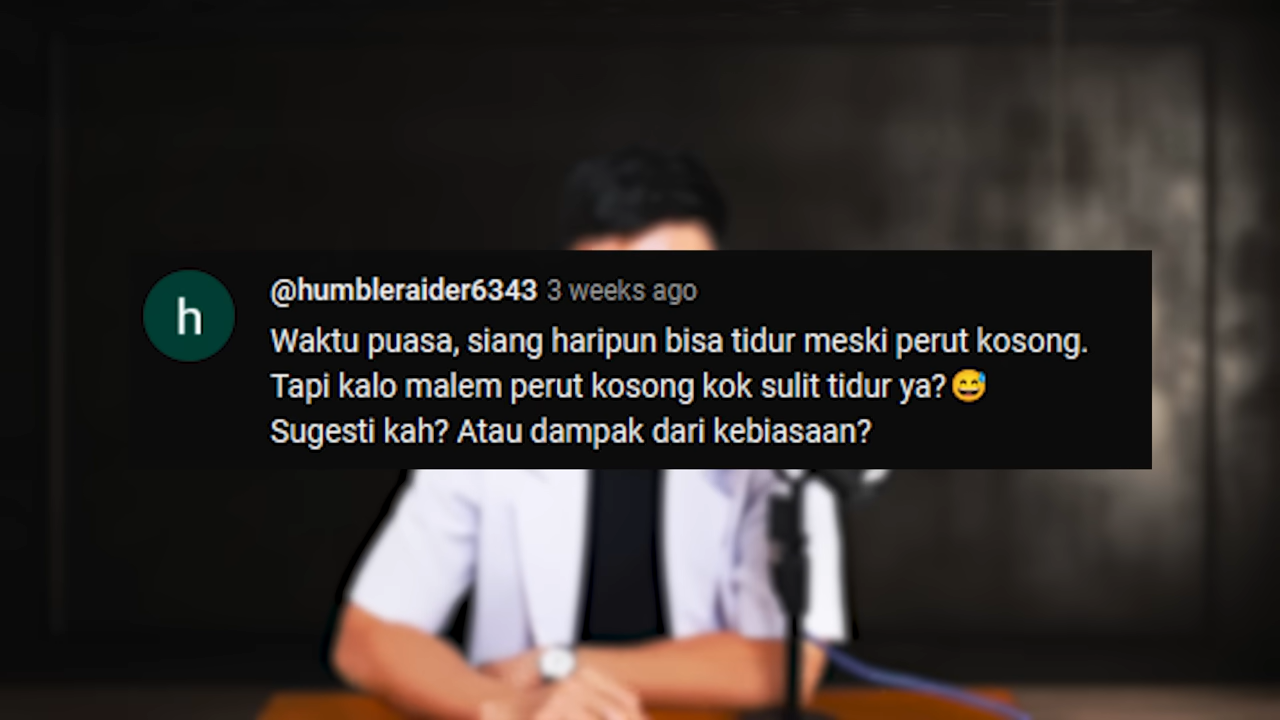 h
@humbleraider6343 3 weeks ago
Waktu puasa, siang haripun bisa tidur meski perut kosong.
Tapi kalo malem perut kosong kok sulit tidur ya?😅
Sugesti kah? Atau dampak dari kebiasaan?